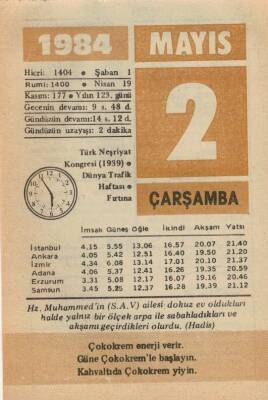 1984
MAYIS
Hicri: 1404 • Şaban 1
Rumi: 1400 • Nisan 19
Kasım: 177 • Yılın 123. günü
Gecenin devamı: 9 s. 48 d.
Gündüzün devamı: 14 s. 12 d.
Gündüzün uzayışı: 2 dakika
2
ÇARŞAMBA
Türk Neşriyat
Kongresi (1939) •
Dünya Trafik
Haftası •
Fırtına
İmsak Güneş Öğle İkindi Akşam Yatsı
İstanbul 4.15 5.55 13.06 16.57 20.07 21.40
Ankara 4.05 5.42 12.51 16.40 19.50 21.20
İzmir 4.34 6.08 13.14 17.01 20.10 21.37
Adana 4.06 5.37 12.41 16.26 19.35 20.59
Erzurum 3.31 5.08 12.17 16.07 19.16 20.46
Samsun 3.45 5.25 12.37 16.28 19.39 21.12
Hz. Muhammed'in (S.A.V) ailesi dokuz ev oldukları
halde yalnız bir ölçek arpa ile sabahladıkları ve
akşamı geçirdikleri olurdu. (Hadis)
Çokokrem enerji verir.
Güne Çokokrem'le başlayın.
Kahvaltıda Çokokrem yiyin.